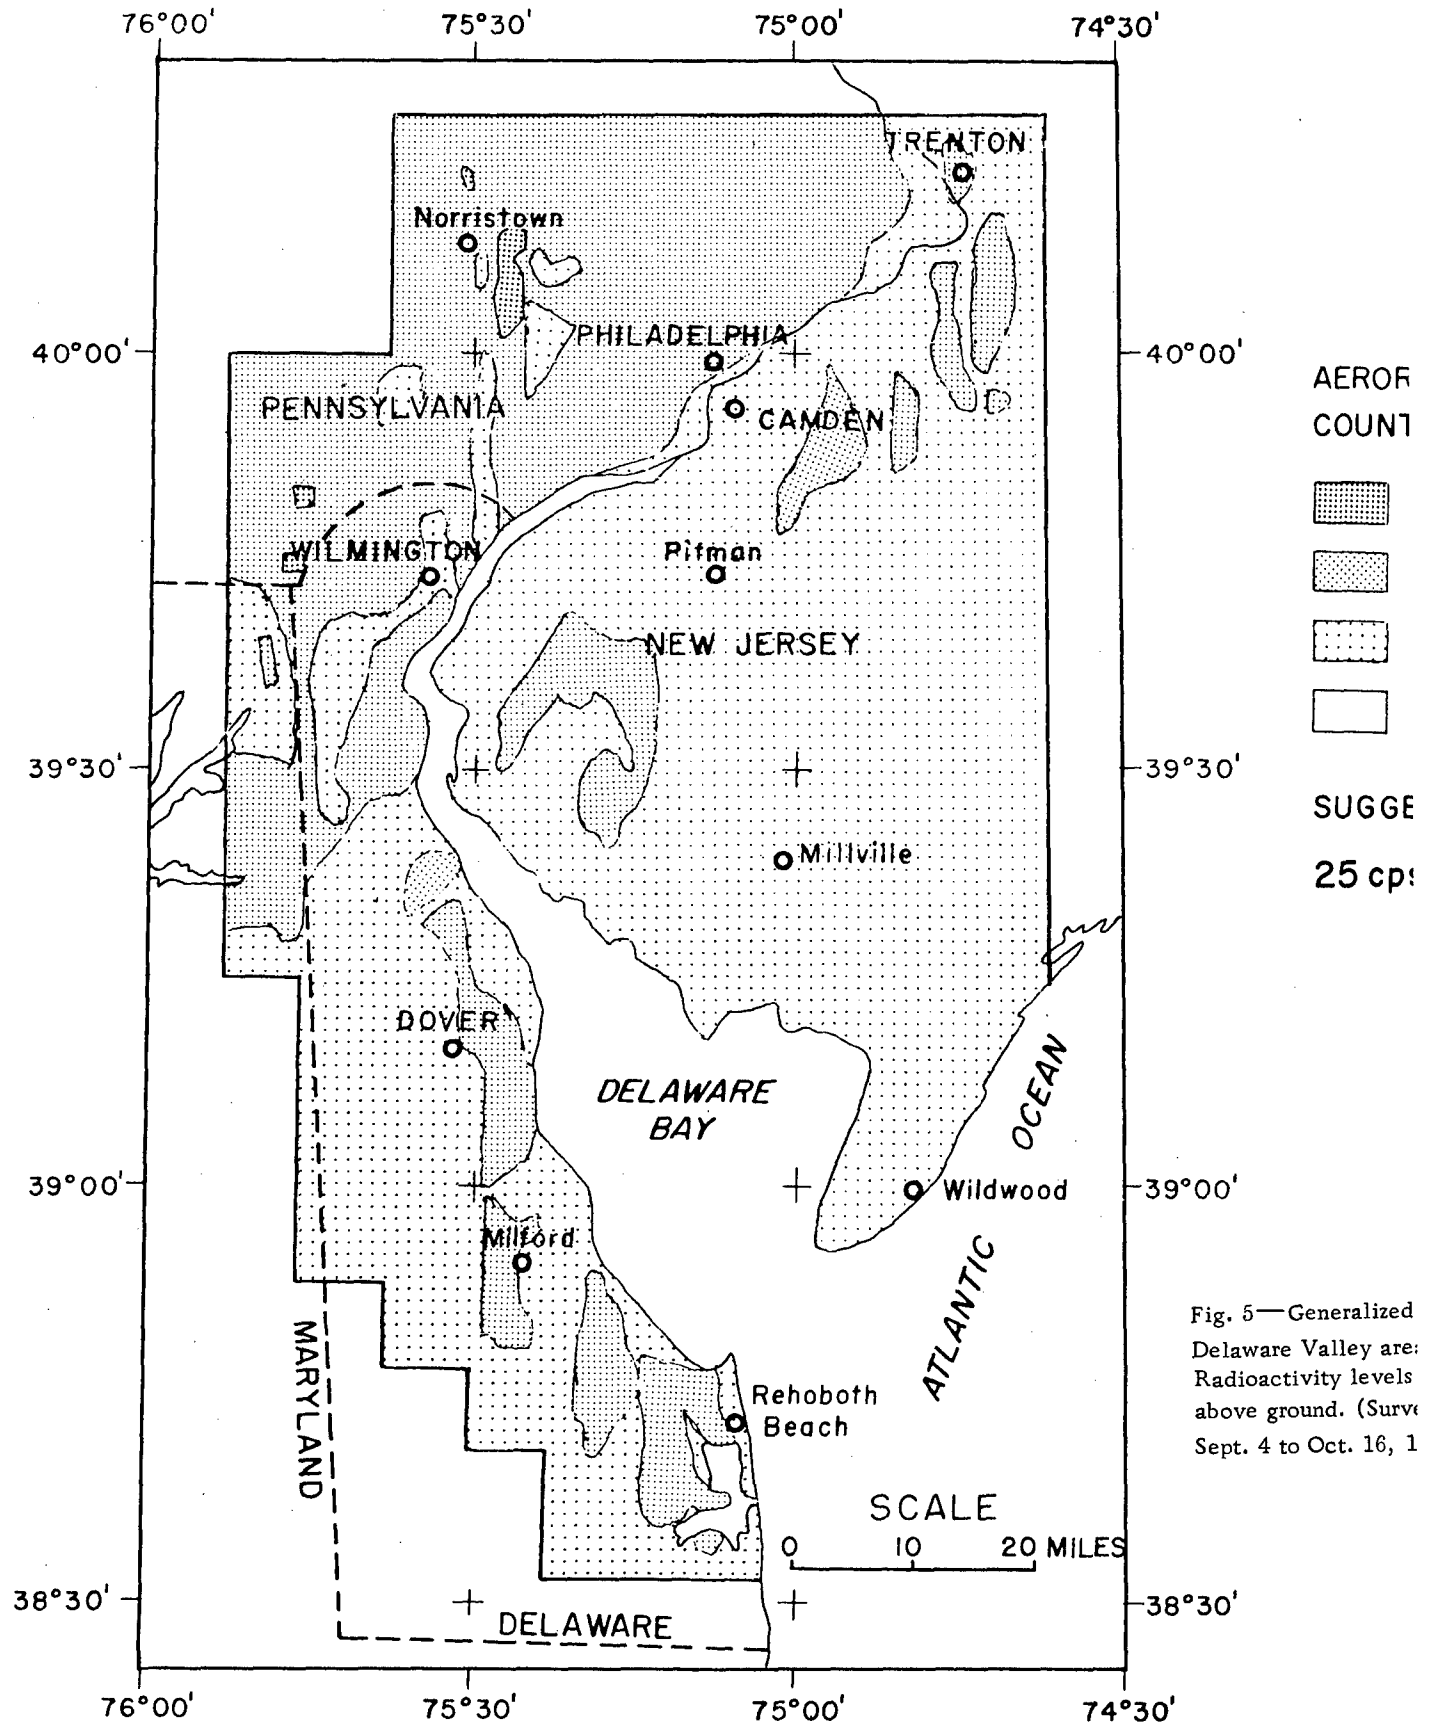 76°00' 75°30' 75°00' 74°30'
TRENTON
Norristown
PHILADELPHIA
40°00' 40°00'
AEROR
PENNSYLVANIA
CAMDEN
COUNT
WILMINGTON
Pitman
NEW JERSEY
39°30' 39°30'
SUGGE
Millville
25 cps
DOVER
DELAWARE
BAY
OCEAN
39°00' 39°00'
Wildwood
Milford
ATLANTIC
Fig. 5—Generalized
Delaware Valley area
Radioactivity levels
above ground. (Surve
Sept. 4 to Oct. 16, 1
MARYLAND
Rehoboth
Beach
SCALE
0 10 20 MILES
38°30' 38°30'
DELAWARE
76°00' 75°30' 75°00' 74°30'